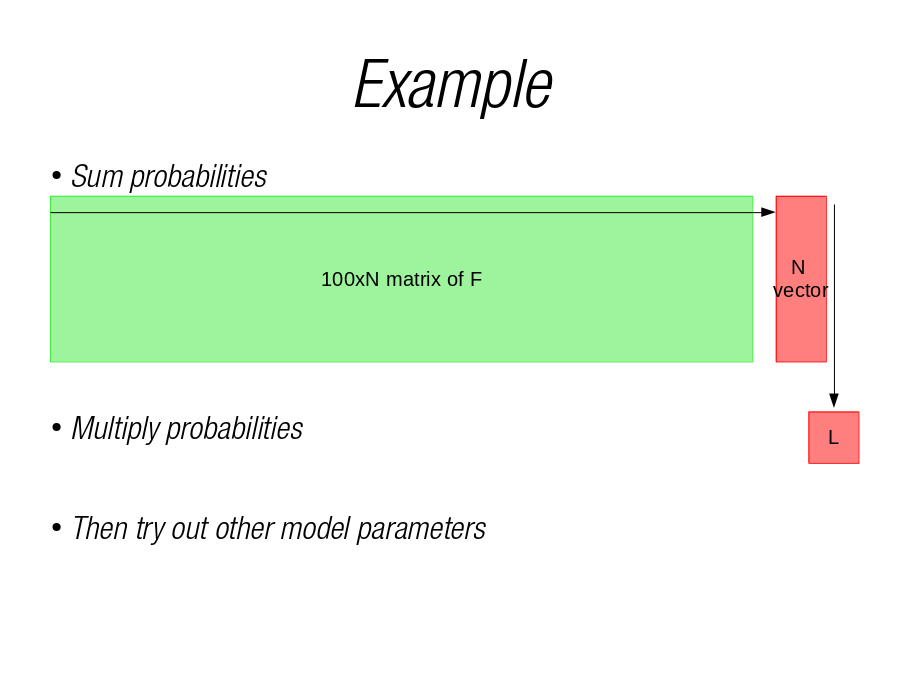 Example
• Sum probabilities
100xN matrix of F
N
vector
• Multiply probabilities
L
• Then try out other model parameters